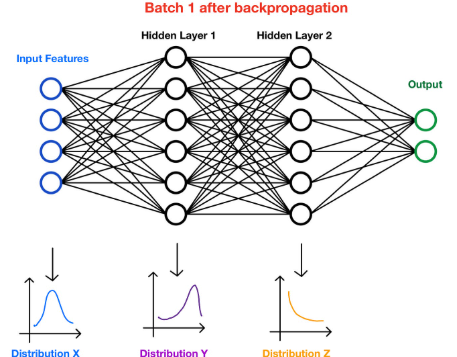 Batch 1 after backpropagation
Hidden Layer 1
Hidden Layer 2
Input Features
Output
Distribution X
Distribution Y
Distribution Z